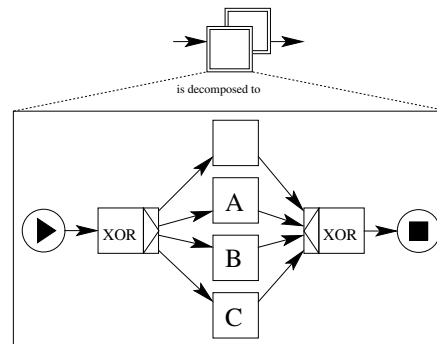 is decomposed to
A
XOR
XOR
B
C